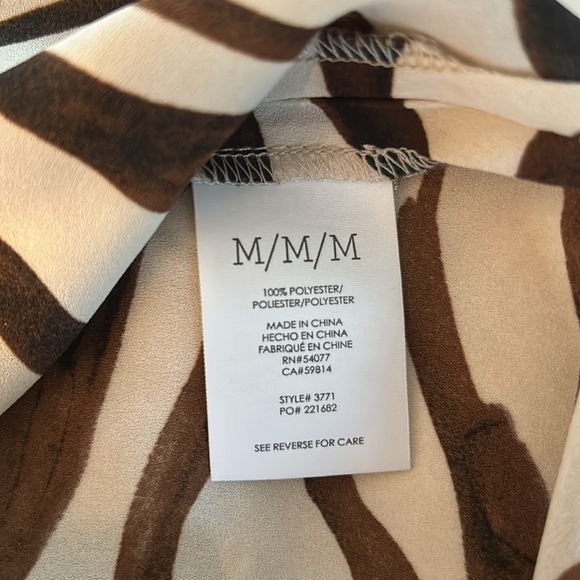 M/M/M
100% POLYESTER/
POLIESTER/POLYESTER
MADE IN CHINA
HECHO EN CHINA
FABRIQUÉ EN CHINE
RN#54077
CA#59814
STYLE# 3771
PO# 221682
SEE REVERSE FOR CARE